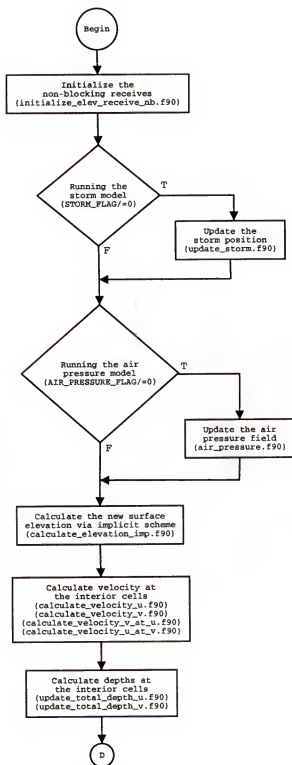 Begin
Initialize the
non-blocking receives
(initialize_elev_receive_nb.f90)
Running the
storm model
(STORM_FLAG/=0)
T
F
Update the
storm position
(update_storm.f90)
Running the air
pressure model
(AIR_PRESSURE_FLAG/=0)
T
F
Update the air
pressure field
(air_pressure.f90)
Calculate the new surface
elevation via implicit scheme
(calculate_elevation_imp.f90)
Calculate velocity at
the interior cells
(calculate_velocity_u.f90)
(calculate_velocity_v.f90)
(calculate_velocity_v_at_u.f90)
(calculate_velocity_u_at_v.f90)
Calculate depths at
the interior cells
(update_total_depth_u.f90)
(update_total_depth_v.f90)
D